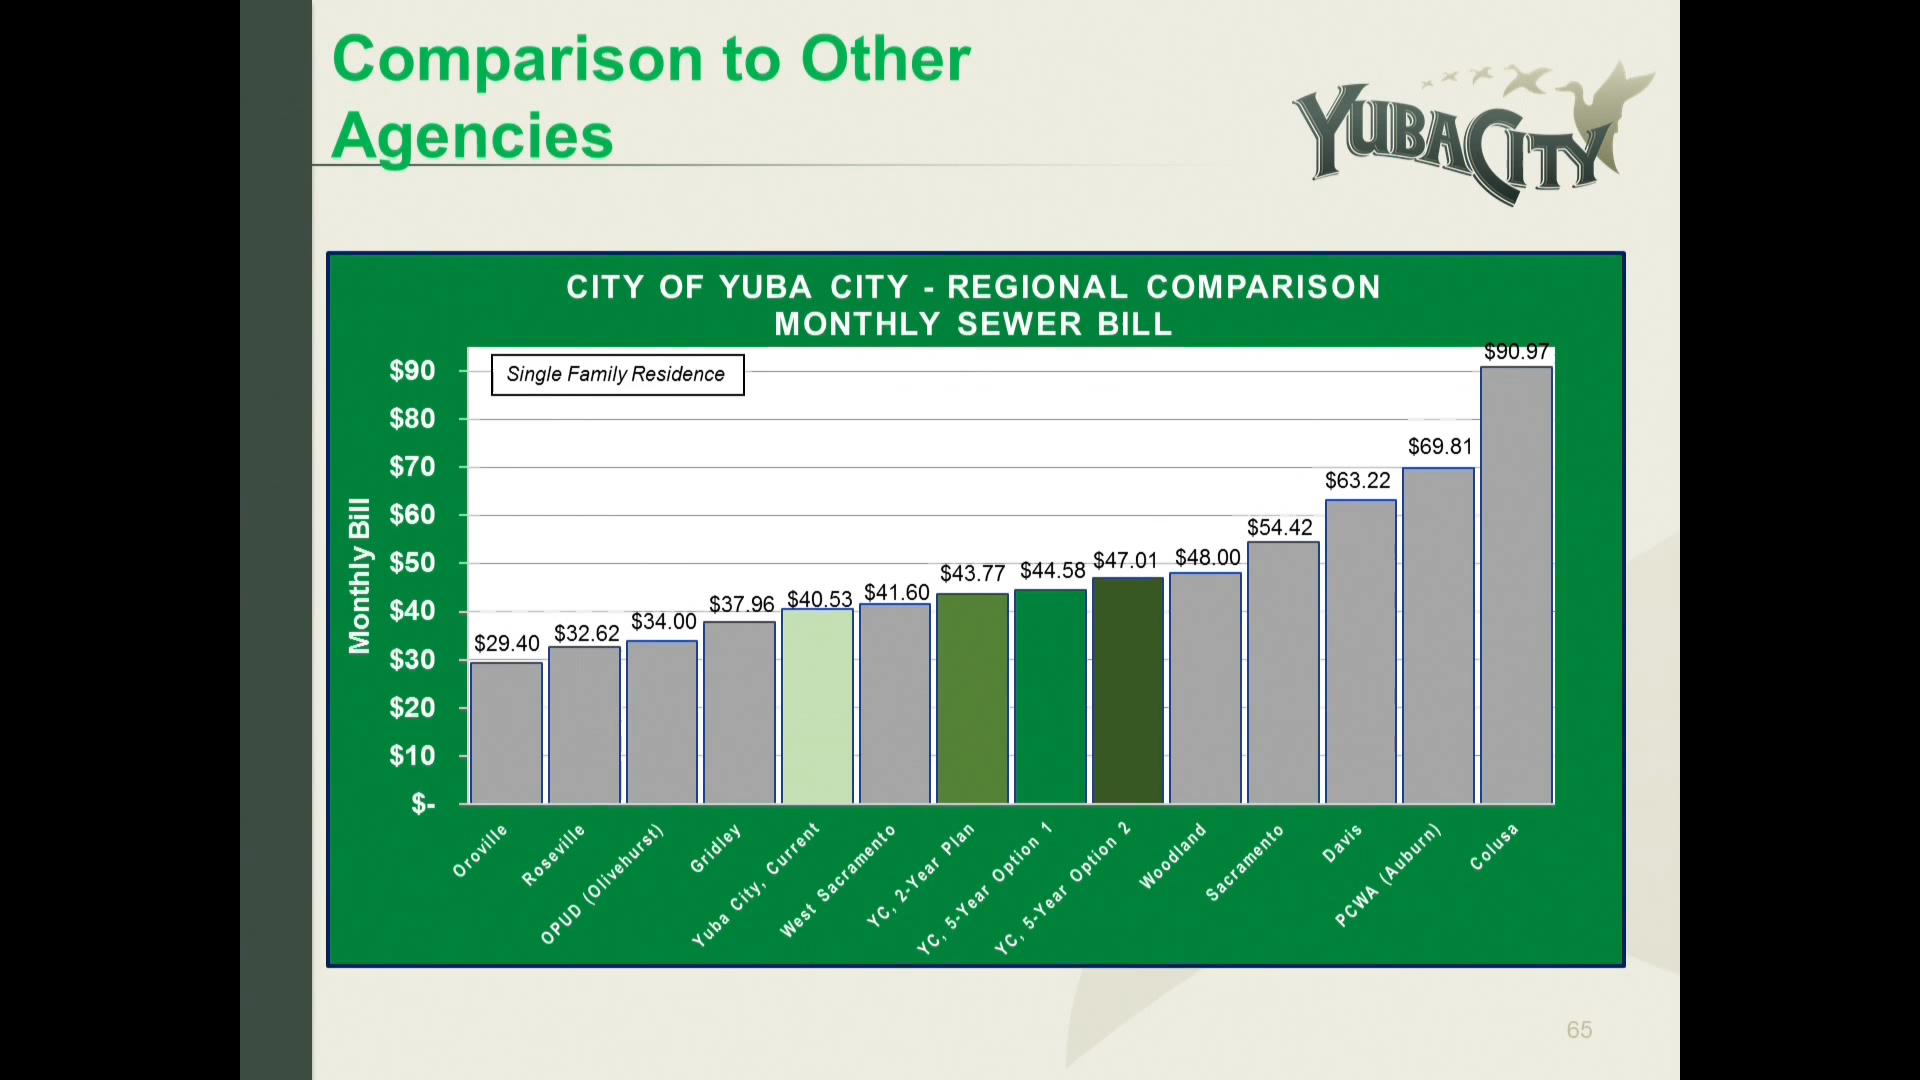 Comparison to Other
Agencies
YUBA CITY
CITY OF YUBA CITY - REGIONAL COMPARISON
MONTHLY SEWER BILL
Single Family Residence
Monthly Bill
$90
$80
$70
$60
$50
$40
$30
$20
$10
$-
$29.40
$32.62
$34.00
$37.96
$40.53
$41.60
$43.77
$44.58
$47.01
$48.00
$54.42
$63.22
$69.81
$90.97
Oroville
Roseville
OPUD (Olivehurst)
Gridley
Yuba City, Current
West Sacramento
YC, 2-Year Plan
YC, 5-Year Option 1
YC, 5-Year Option 2
Woodland
Sacramento
Davis
PCWA (Auburn)
Colusa
65